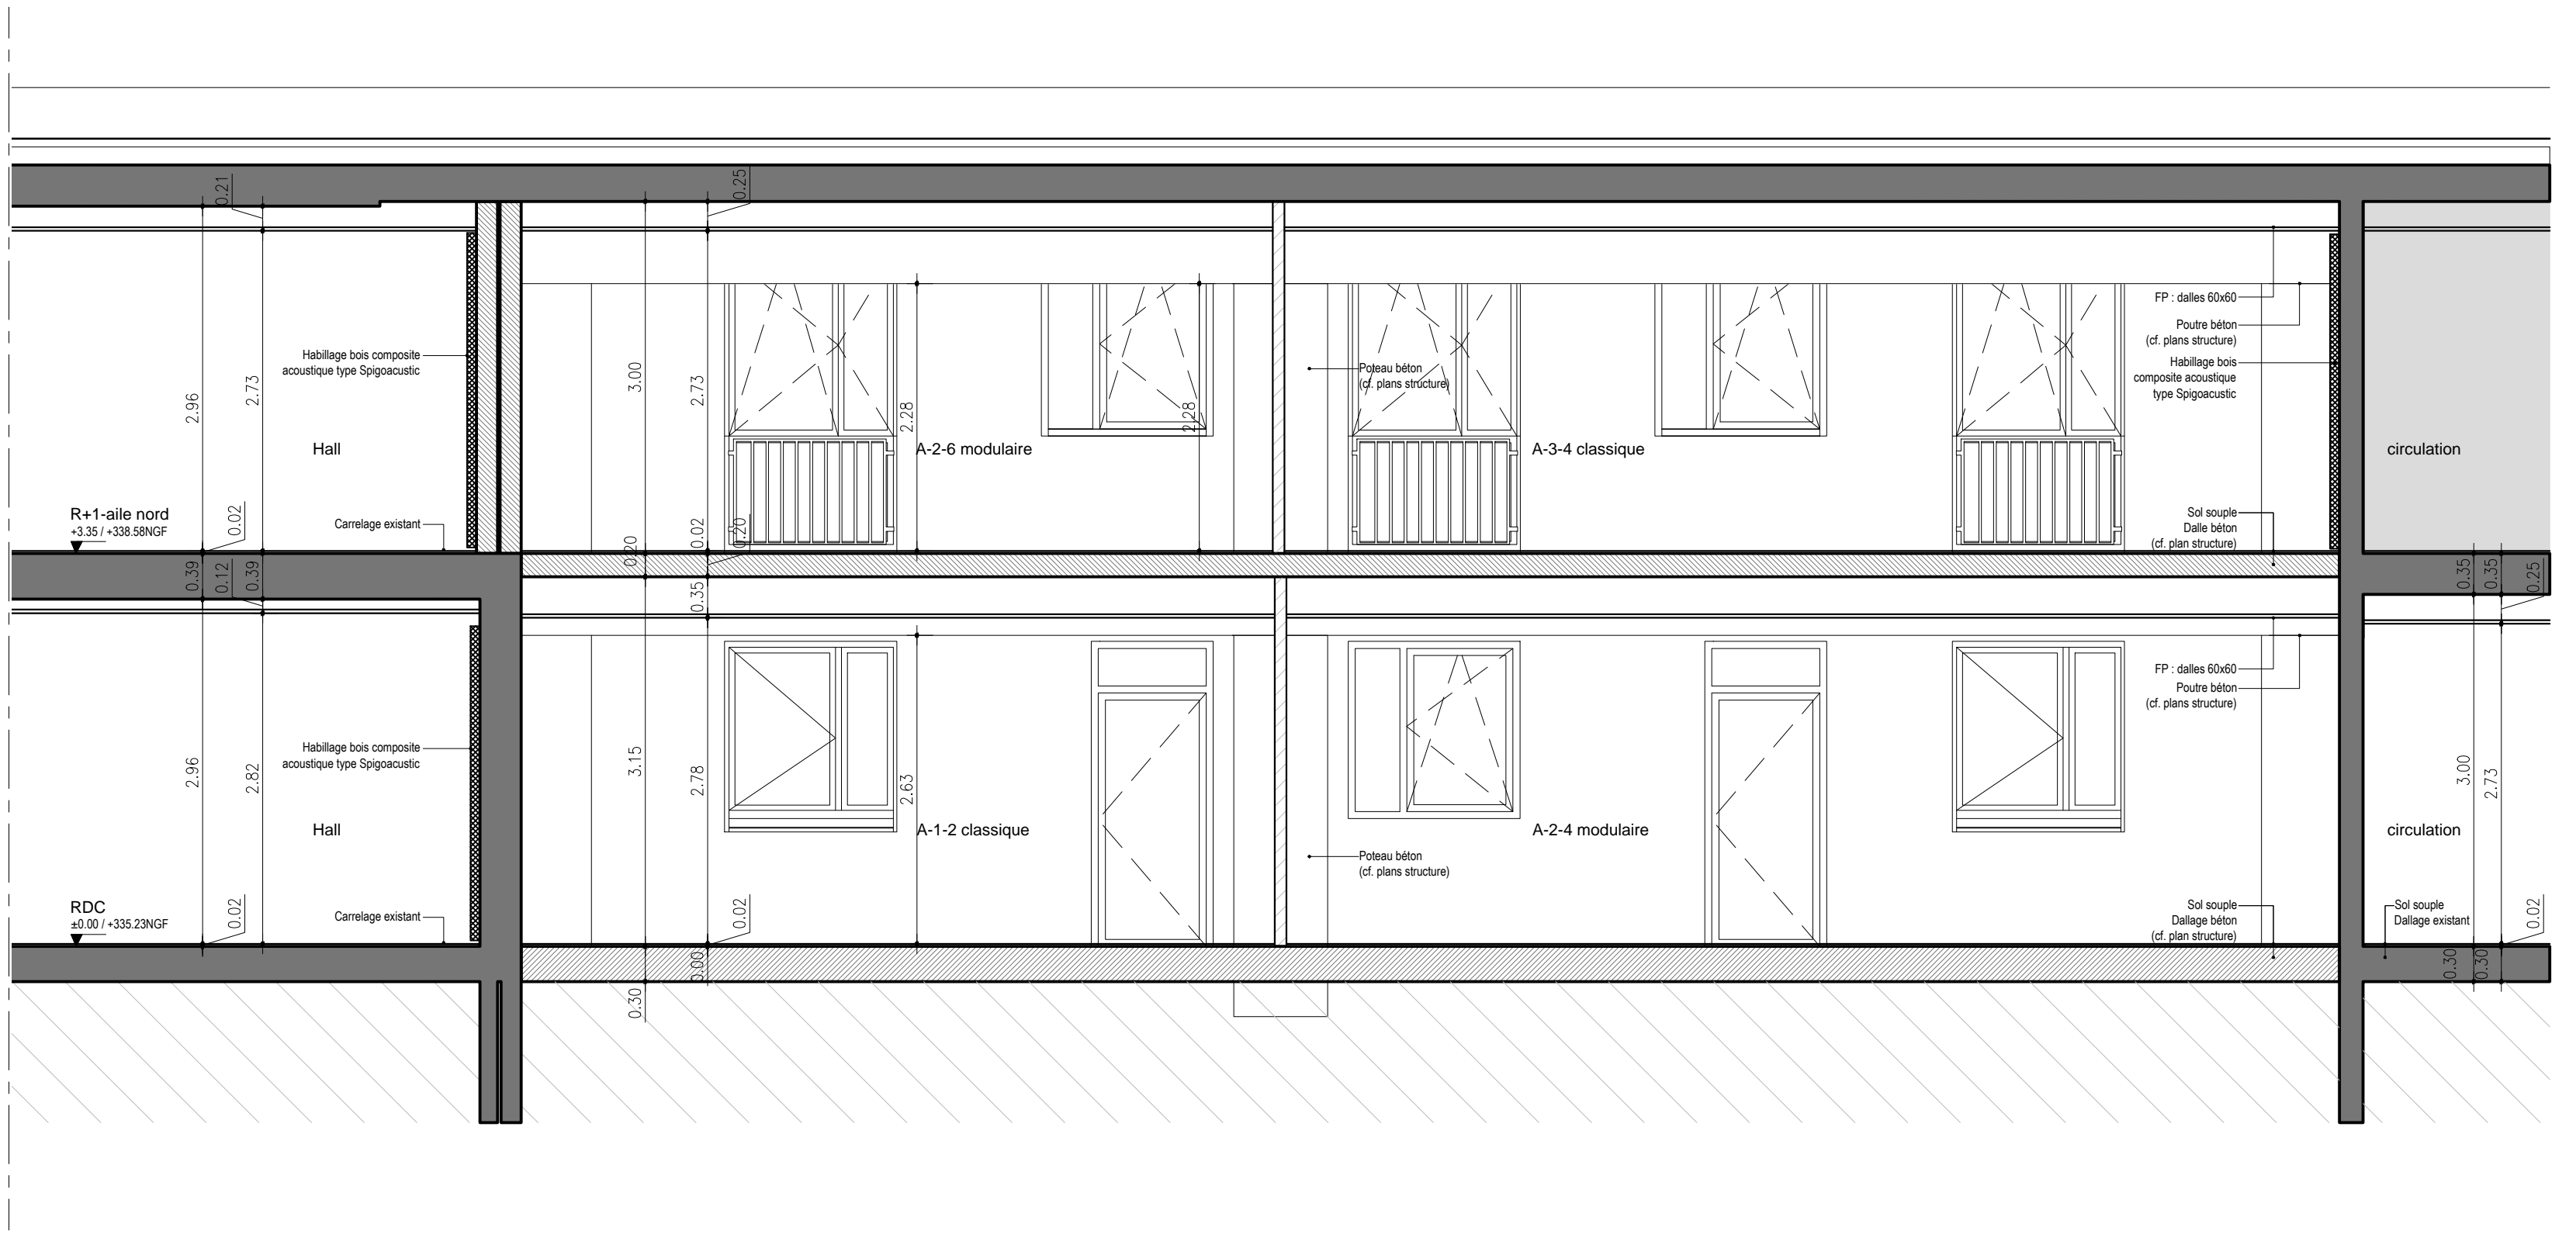 0.21
0.25
FP : dalles 60x60
Poutre béton
(cf. plans structure)
Habillage bois composite
acoustique type Spigoacustic
Habillage bois
composite acoustique
type Spigoacustic
Poteau béton
(cf. plans structure)
2.96
2.73
3.00
2.73
2.28
2.28
Hall
A-2-6 modulaire
A-3-4 classique
circulation
R+1-aile nord
+3.35 / +338.58NGF
0.02
Carrelage existant
0.02
0.20
0.20
Sol souple
Dalle béton
(cf. plan structure)
0.39
0.12
0.39
0.35
0.35
0.35
0.25
FP : dalles 60x60
Poutre béton
(cf. plans structure)
Habillage bois composite
acoustique type Spigoacustic
2.96
2.82
3.15
2.78
2.63
3.00
2.73
Hall
A-1-2 classique
A-2-4 modulaire
circulation
Poteau béton
(cf. plans structure)
RDC
±0.00 / +335.23NGF
0.02
Carrelage existant
0.02
Sol souple
Dallage béton
(cf. plan structure)
Sol souple
Dallage existant
0.02
0.00
0.30
0.30
0.30